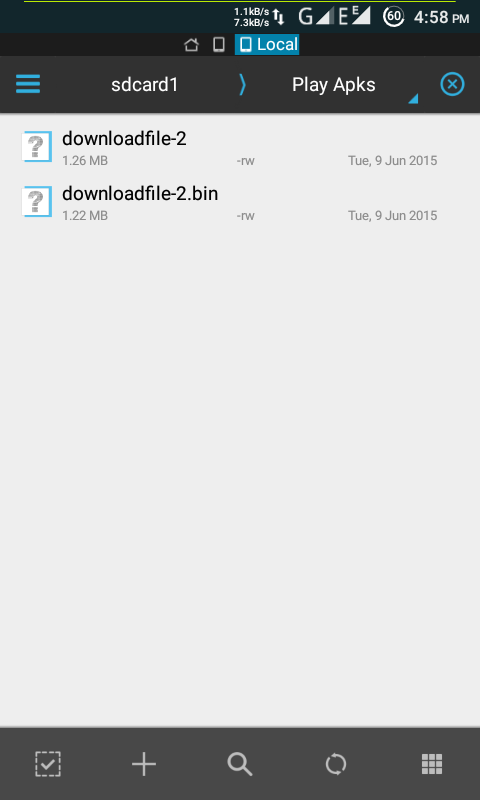 1.1kB/s
7.3kB/s
G E E 60 4:58 PM
Local
sdcard1 Play Apks
downloadfile-2
1.26 MB -rw Tue, 9 Jun 2015
downloadfile-2.bin
1.22 MB -rw Tue, 9 Jun 2015